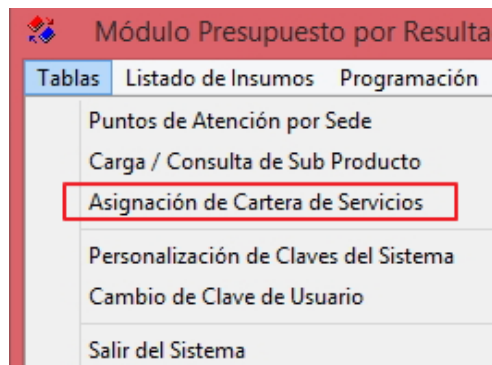 Módulo Presupuesto por Resulta
Tablas Listado de Insumos Programación
Puntos de Atención por Sede
Carga / Consulta de Sub Producto
Asignación de Cartera de Servicios
Personalización de Claves del Sistema
Cambio de Clave de Usuario
Salir del Sistema